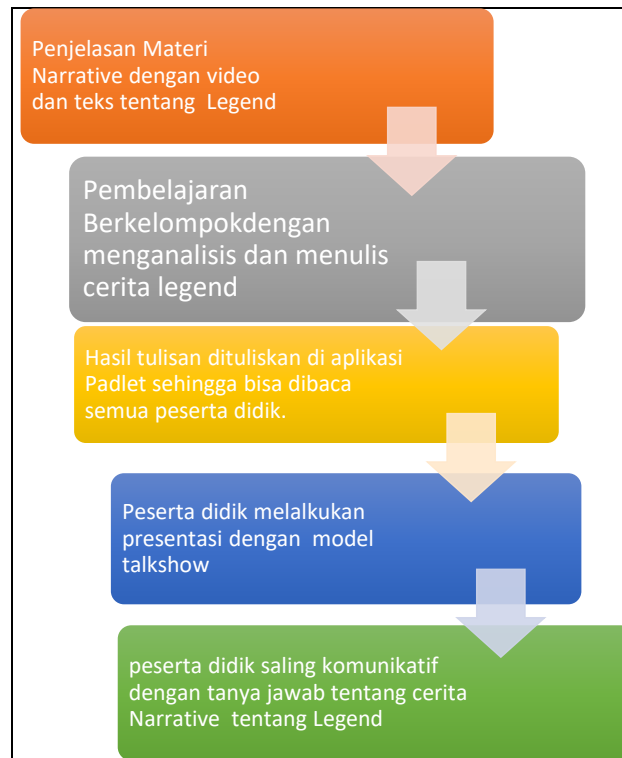 Penjelasan Materi
Narrative dengan video
dan teks tentang Legend
Pembelajaran
Berkelompokdengan
menganalisis dan menulis
cerita legend
Hasil tulisan dituliskan di aplikasi
Padlet sehingga bisa dibaca
semua peserta didik.
Peserta didik melalkukan
presentasi dengan model
talkshow
peserta didik saling komunikatif
dengan tanya jawab tentang cerita
Narrative tentang Legend